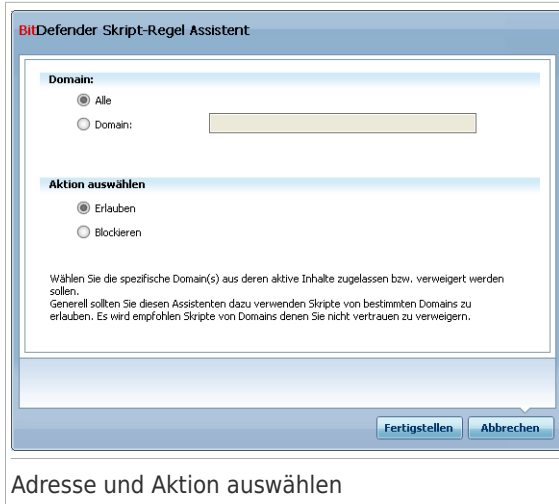 BitDefender Skript-Regel Assistent
Domain:
Alle
Domain:
Aktion auswählen
Erlauben
Blockieren
Wählen Sie die spezifische Domain(s) aus deren aktive Inhalte zugelassen bzw. verweigert werden
sollen.
Generell sollten Sie diesen Assistenten dazu verwenden Skripte von bestimmten Domains zu
erlauben. Es wird empfohlen Skripte von Domains denen Sie nicht vertrauen zu verweigern.
Fertigstellen Abbrechen
Adresse und Aktion auswählen